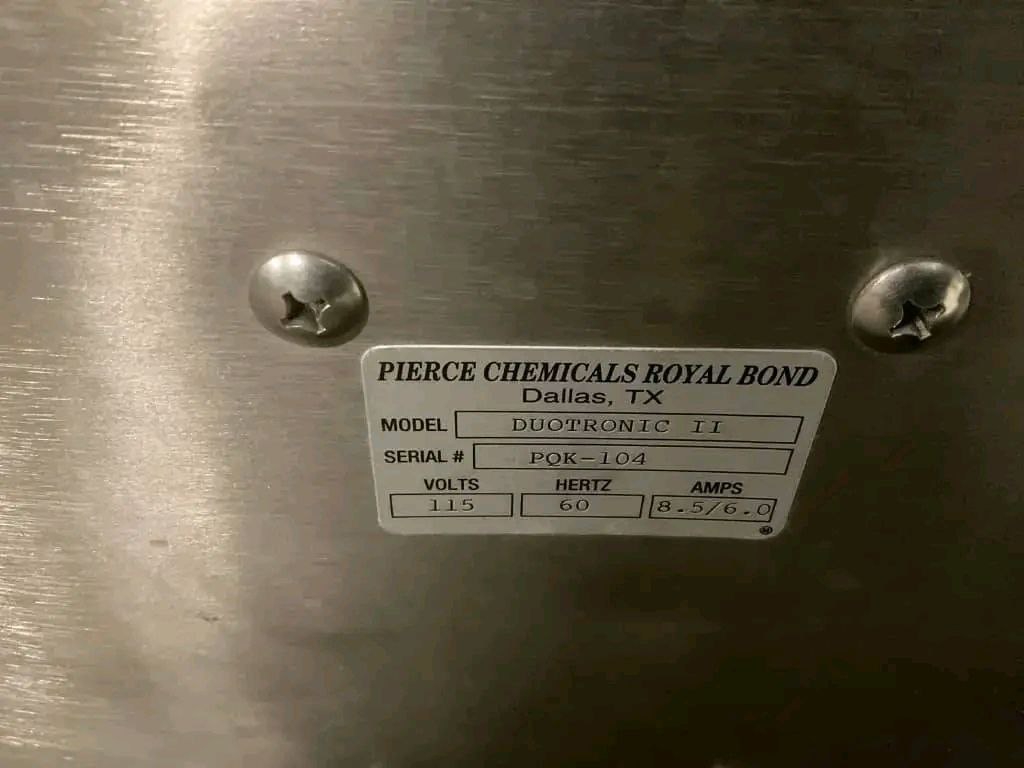 PIERCE CHEMICALS ROYAL BOND
Dallas, TX
MODEL DUOTRONIC II
SERIAL # PQK-104
VOLTS HERTZ AMPS
115 60 8.5/6.0